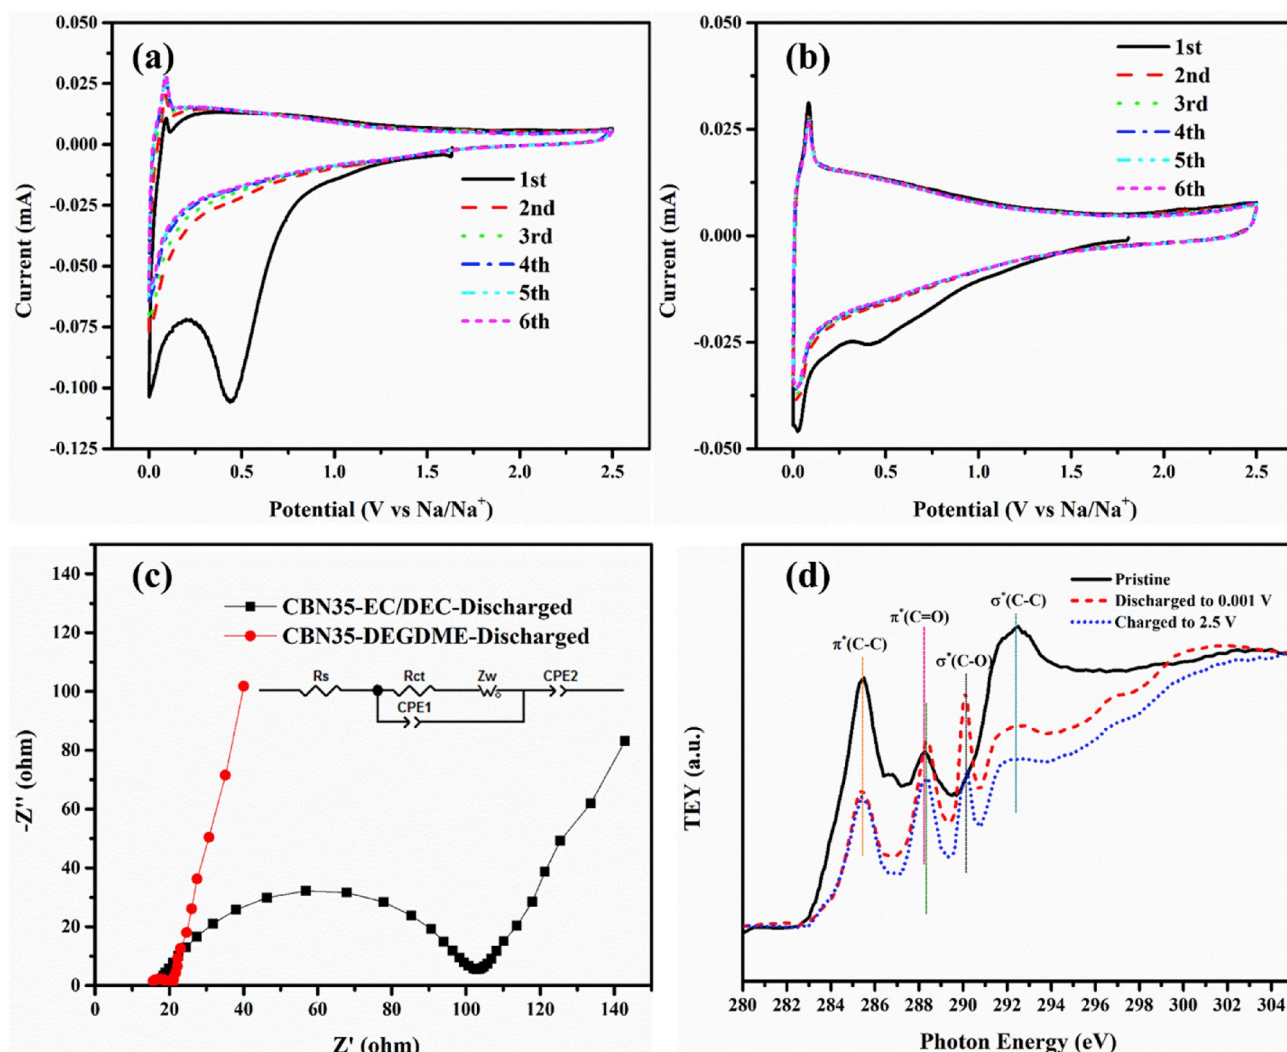 (a)
0.050
0.025
0.000
-0.025
-0.050
-0.075
-0.100
-0.125
Current (mA)
1st
2nd
3rd
4th
5th
6th
0.0 0.5 1.0 1.5 2.0 2.5
Potential (V vs Na/Na⁺)
(b)
0.050
0.025
0.000
-0.025
-0.050
Current (mA)
1st
2nd
3rd
4th
5th
6th
0.0 0.5 1.0 1.5 2.0 2.5
Potential (V vs Na/Na⁺)
(c)
140
120
100
80
60
40
20
0
-Z'' (ohm)
CBN35-EC/DEC-Discharged
CBN35-DEGDME-Discharged
Rs Rct Zw CPE2
CPE1
0 20 40 60 80 100 120 140
Z' (ohm)
(d)
TEY (a.u.)
Pristine
Discharged to 0.001 V
Charged to 2.5 V
π*(C-C)
π*(C=O)
σ*(C-O)
σ*(C-C)
280 282 284 286 288 290 292 294 296 298 300 302 304
Photon Energy (eV)